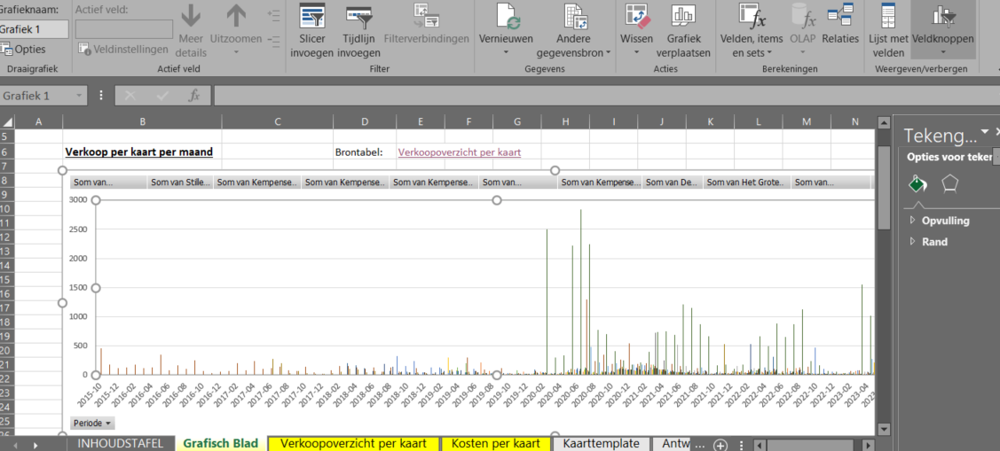 Grafieknaam:
Actief veld:
Grafiek 1
Opties
Veldinstellingen
Meer details
Uitzoomen
Slicer invoegen
Tijdlijn invoegen
Filterverbindingen
Vernieuwen
Andere gegevensbron
Wissen
Grafiek verplaatsen
Velden, items en sets
OLAP
Relaties
Lijst met velden
Veldknoppen
Draaigrafiek
Actief veld
Filter
Gegevens
Acties
Berekeningen
Weergeven/verbergen
Grafiek 1
fx
A B C D E F G H I J K L M N
5
6 Verkoop per kaart per maand Brontabel: Verkoopoverzicht per kaart
7
8 Som van... Som van Stille... Som van Kempense.. Som van Kempense... Som van Kempense.. Som van... Som van Kempense... Som van De... Som van Het Grote.. Som van...
9
10
11
12
13
14
15
16
17
18
19
20
21
22
23
24
25
26
3000
2500
2000
1500
1000
500
0
2015-10 2015-12 2016-02 2016-04 2016-06 2016-08 2016-10 2016-12 2017-02 2017-04 2017-06 2017-08 2017-10 2017-12 2018-02 2018-04 2018-06 2018-08 2018-10 2018-12 2019-02 2019-04 2019-06 2019-08 2019-10 2019-12 2020-02 2020-04 2020-06 2020-08 2020-10 2020-12 2021-02 2021-04 2021-06 2021-08 2021-10 2021-12 2022-02 2022-04 2022-06 2022-08 2022-10 2022-12 2023-02 2023-04
Periode
Tekeng...
Opties voor teker
Opvulling
Rand
INHOUDSTAFEL Grafisch Blad Verkoopoverzicht per kaart Kosten per kaart Kaarttemplate Antw ...